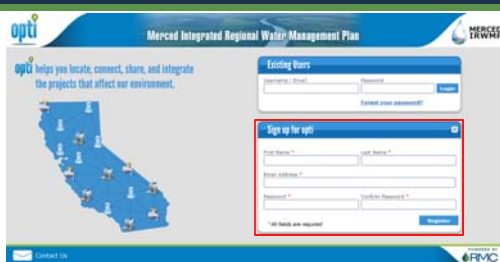 opti
Merced Integrated Regional Water Management Plan
MERCED
IRWMP
opti helps you locate, connect, share, and integrate
the projects that affect our environment.
Existing Users
Username / Email
Password
Login
Forgot your password?
Sign up for opti
First Name *
Last Name *
Email Address *
Password *
Confirm Password *
* All fields are required
Register
Contact Us
POWERED BY
RMC